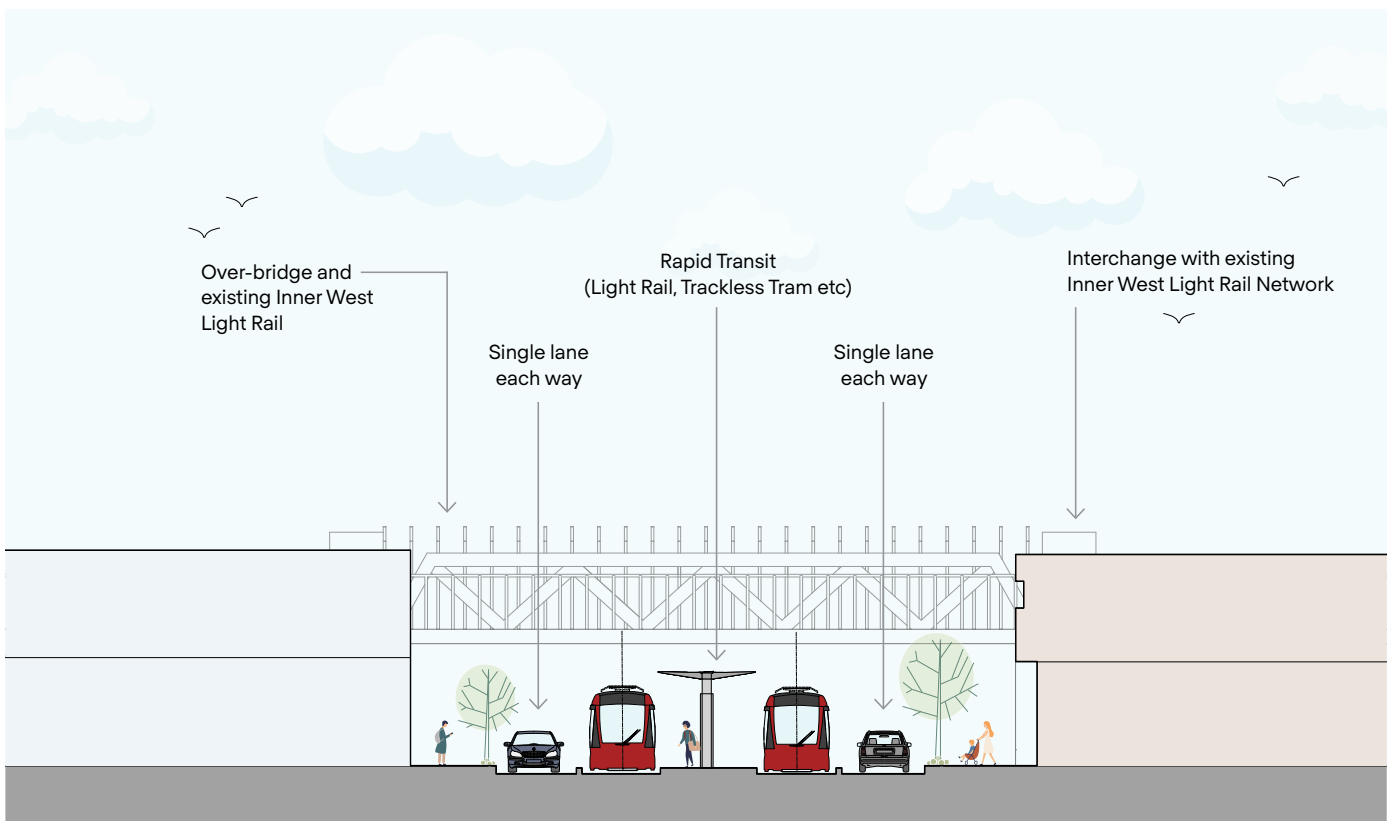 Over-bridge and
existing Inner West
Light Rail
Single lane
each way
Rapid Transit
(Light Rail, Trackless Tram etc)
Single lane
each way
Interchange with existing
Inner West Light Rail Network